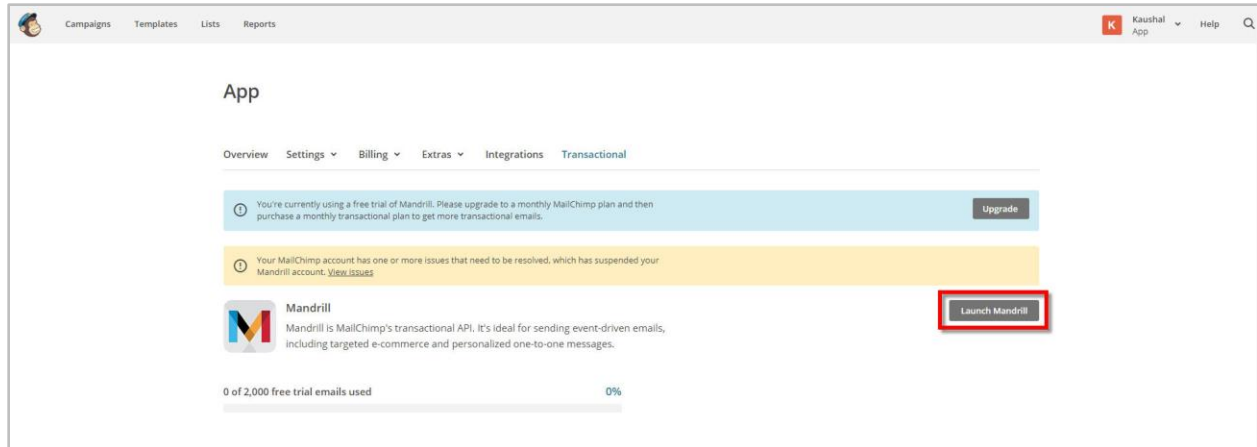 Campaigns Templates Lists Reports
K Kaushal Help
App
App
Overview Settings Billing Extras Integrations Transactional
You're currently using a free trial of Mandrill. Please upgrade to a monthly MailChimp plan and then
purchase a monthly transactional plan to get more transactional emails.
Upgrade
Your MailChimp account has one or more issues that need to be resolved, which has suspended your
Mandrill account. View issues
Mandrill
Launch Mandrill
Mandrill is MailChimp's transactional API. It's ideal for sending event-driven emails,
including targeted e-commerce and personalized one-to-one messages.
0 of 2,000 free trial emails used 0%